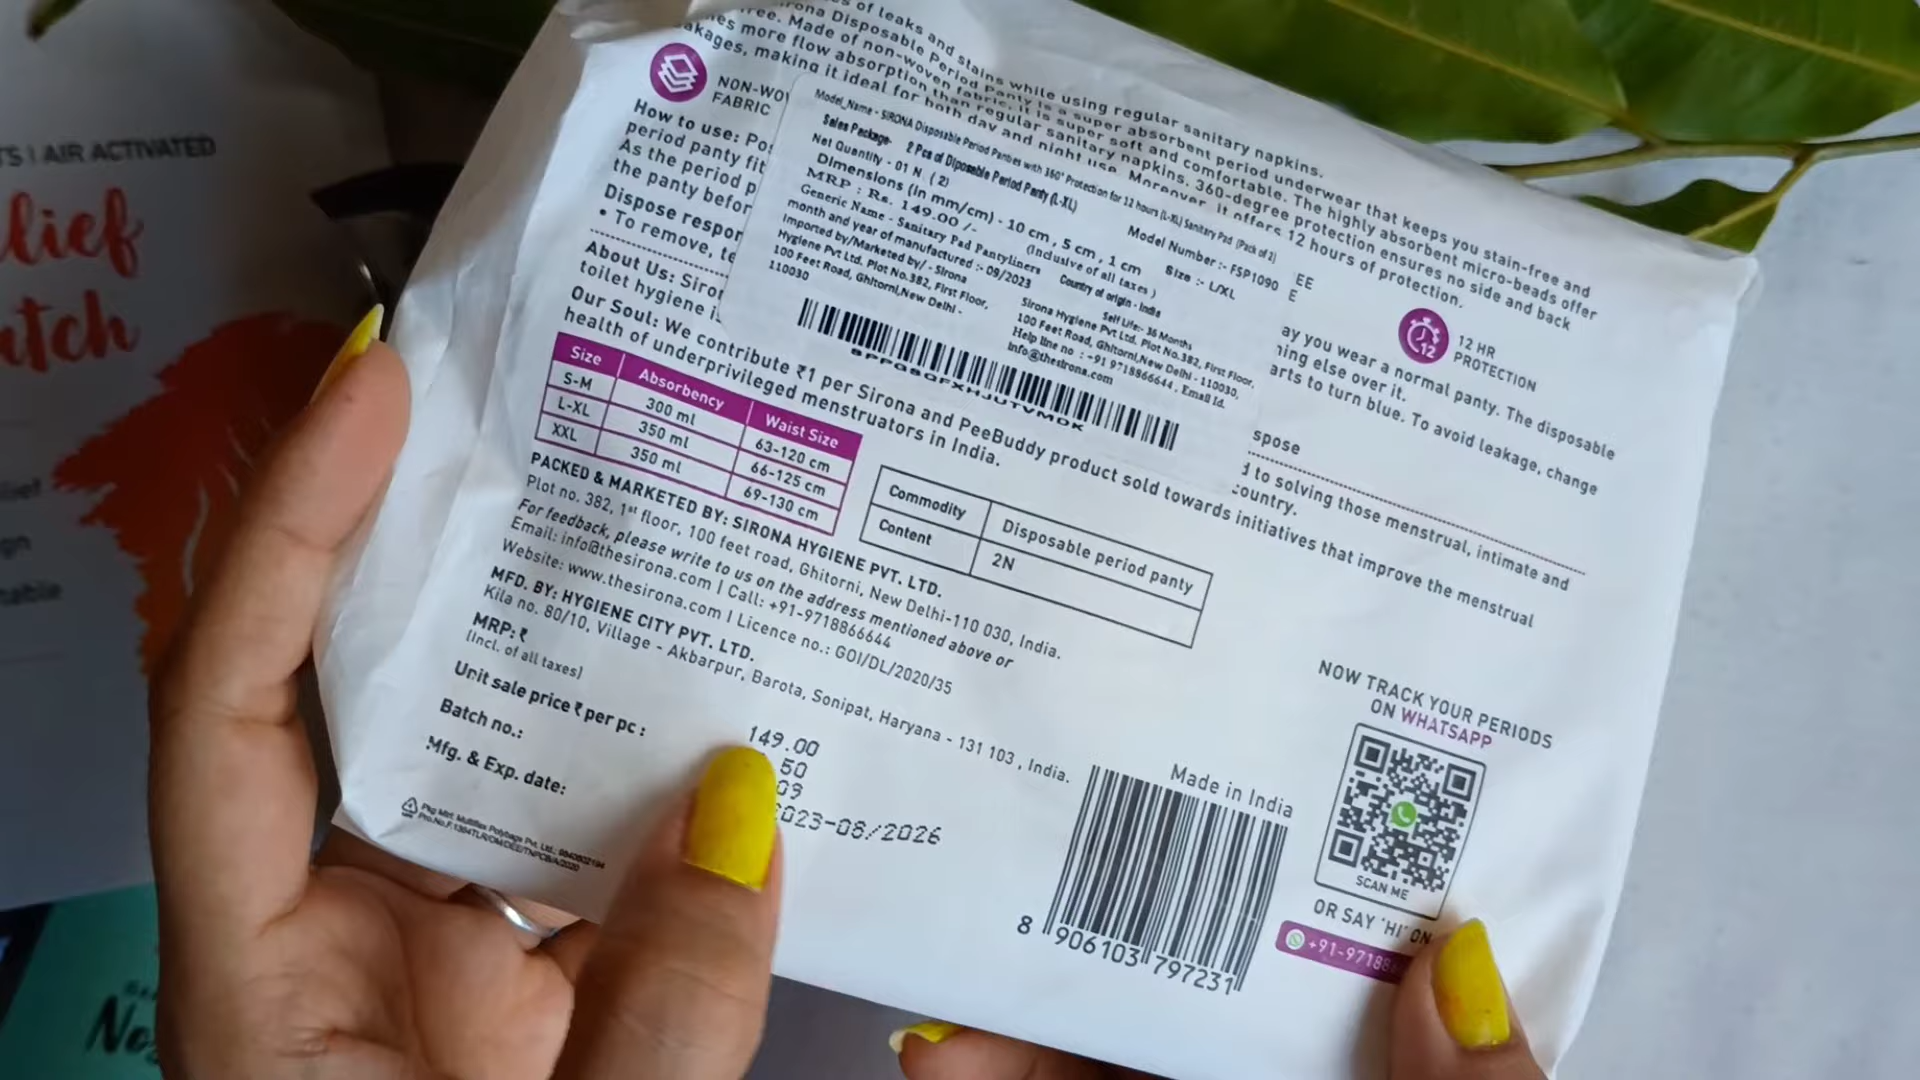 of leaks and stains while using regular sanitary napkins.
Disposable Period Panty is a super absorbent period underwear that keeps you stain-free and
Made of non-woven fabric, it is super soft and comfortable. The highly absorbent micro-beads offer
more flow absorption than regular sanitary napkins. 360-degree protection ensures no side and back
making it ideal for both day and night use. Moreover, it offers 12 hours of protection.
NON-WO
FABRIC
12 HR
PROTECTION
How to use:
ay you wear a normal panty. The disposable
period panty fit
ning else over it.
As the period p
arts to turn blue. To avoid leakage, change
the panty befor
Dispose respor
spose
• To remove, te
About Us: Siro
d to solving those menstrual, intimate and
toilet hygiene i
country.
Our Soul: We contribute ₹1 per Sirona and PeeBuddy product sold towards initiatives that improve the menstrual
health of underprivileged menstruators in India.
Model_Name - SIRONA Disposable Period Panties with 360° Protection for 12 hours (L-XL) Sanitary Pad (Pack of 2)
Sales Package- 2 Pcs of Diposable Period Panty (L-XL)
Model Number :- FSP1090
Net Quantity - 01 N ( 2)
Size :- L/XL
Dimensions (in mm/cm) - 10 cm , 5 cm , 1 cm
MRP : Rs. 149.00 /-
(Inclusive of all taxes )
Generic Name - Sanitary Pad Pantyliners
Country of origin - India
month and year of manufactured :- 09/2023
Self Life:- 36 Months
Imported by/Marketed by/ - Sirona
Hygiene Pvt Ltd. Plot No.382, First Floor,
100 Feet Road, Ghitorni,New Delhi -
110030
Sirona Hygiene Pvt Ltd. Plot No.382, First Floor,
100 Feet Road, Ghitorni,New Delhi - 110030,
Help line no : +91 9718866644 , Email Id.
info@thesirona.com
Size Absorbency Waist Size
S-M 300 ml 63-120 cm
L-XL 350 ml 66-125 cm
XXL 350 ml 69-130 cm
Commodity Disposable period panty
Content 2N
PACKED & MARKETED BY: SIRONA HYGIENE PVT. LTD.
Plot no. 382, 1st floor, 100 feet road, Ghitorni, New Delhi-110 030, India.
For feedback, please write to us on the address mentioned above or
Email: info@thesirona.com | Call: +91-9718866644
Website: www.thesirona.com | Licence no.: GOI/DL/2020/35
MFD. BY: HYGIENE CITY PVT. LTD.
Kila no. 80/10, Village - Akbarpur, Barota, Sonipat, Haryana - 131 103 , India.
MRP: ₹ 149.00
(Incl. of all taxes)
Unit sale price ₹ per pc : 50
Batch no.: 09
Mfg. & Exp. date: 023-08/2026
Made in India
8 906103 797231
NOW TRACK YOUR PERIODS
ON WHATSAPP
SCAN ME
OR SAY 'HI' ON
+91-97188
TS | AIR ACTIVATED
lief
atch
lief
gn